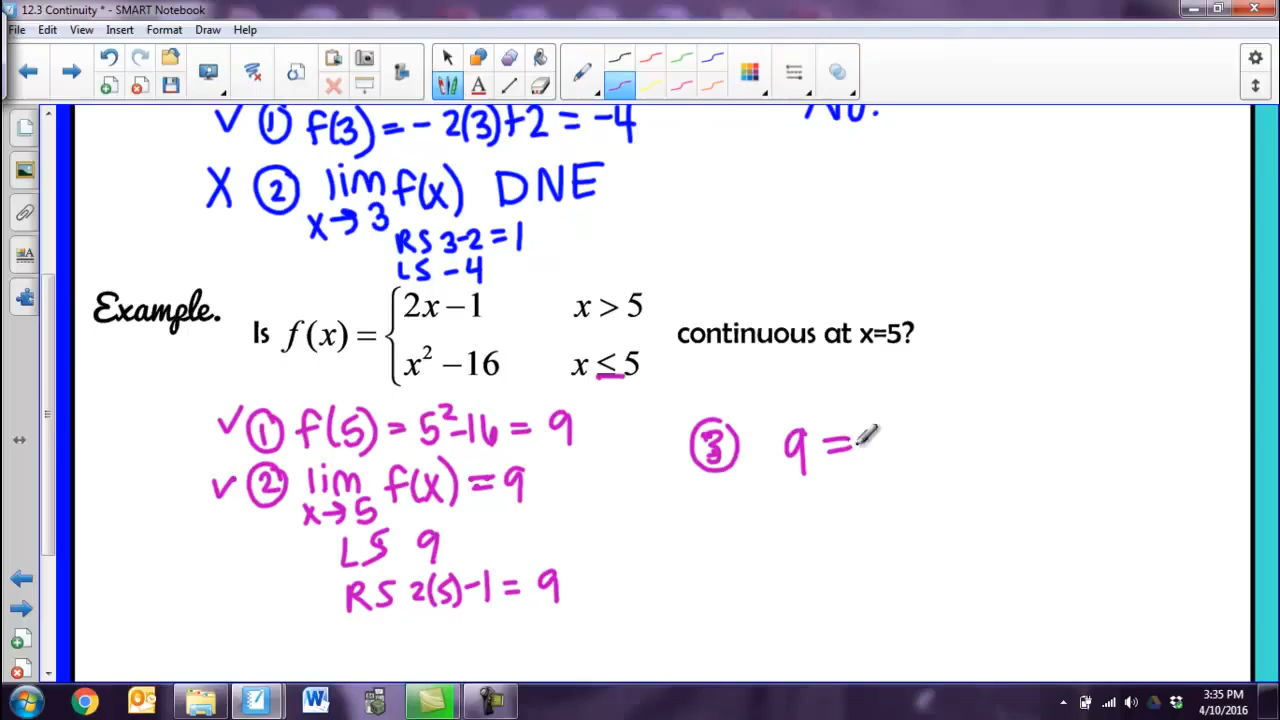 12.3 Continuity * - SMART Notebook
File Edit View Insert Format Draw Help
✓ ① f(3) = -2(3)+2 = -4
No.
X ② lim f(x) DNE
x→3
RS 3-2 = 1
LS -4
Example.
Is f(x) = { 2x − 1 x > 5
x² − 16 x ≤ 5
continuous at x=5?
✓ ① f(5) = 5²-16 = 9
③ 9 =
✓ ② lim f(x) = 9
x→5
LS 9
RS 2(5)-1 = 9
3:35 PM
4/10/2016